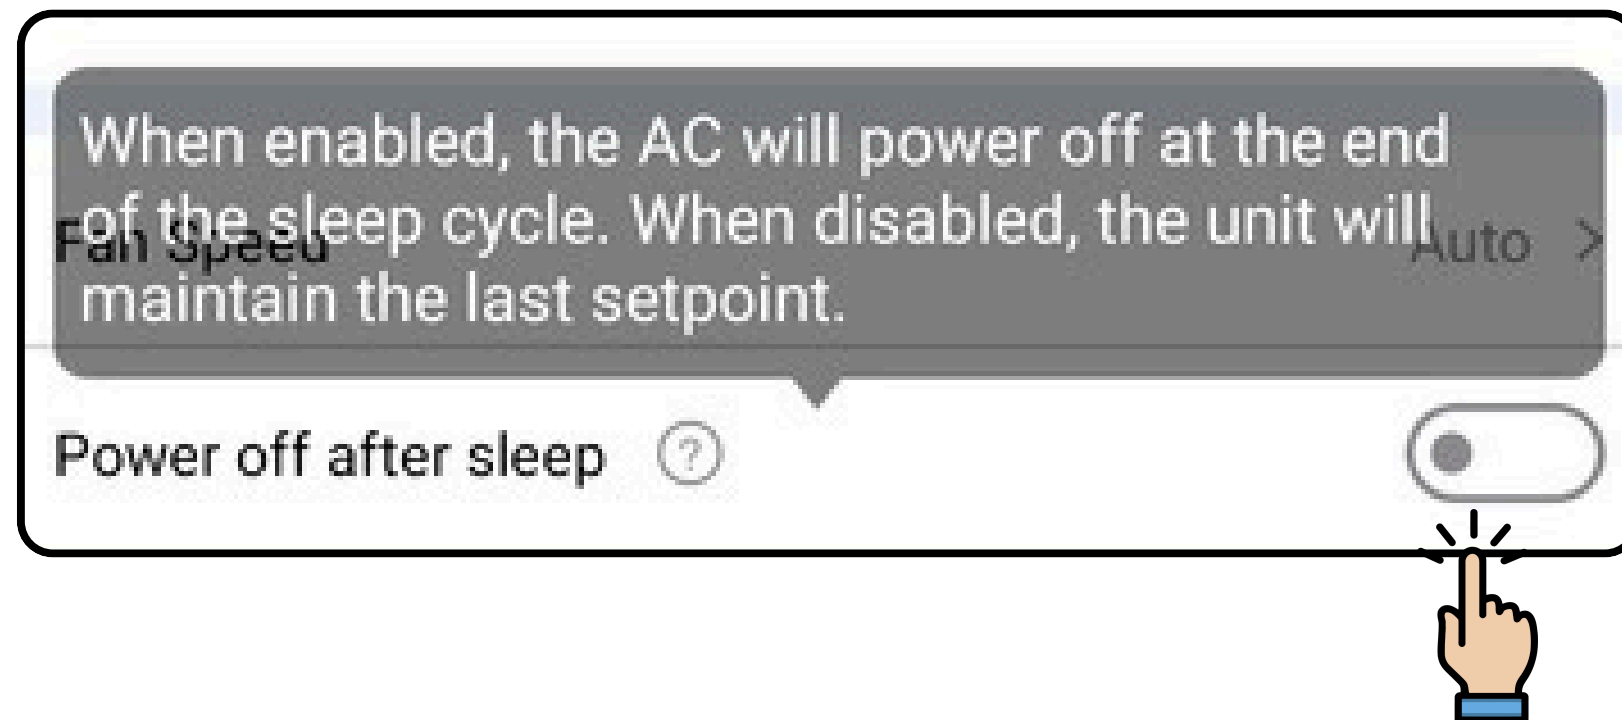 When enabled, the AC will power off at the end
of the sleep cycle. When disabled, the unit will
maintain the last setpoint.
Fan Speed Auto >
Power off after sleep ?